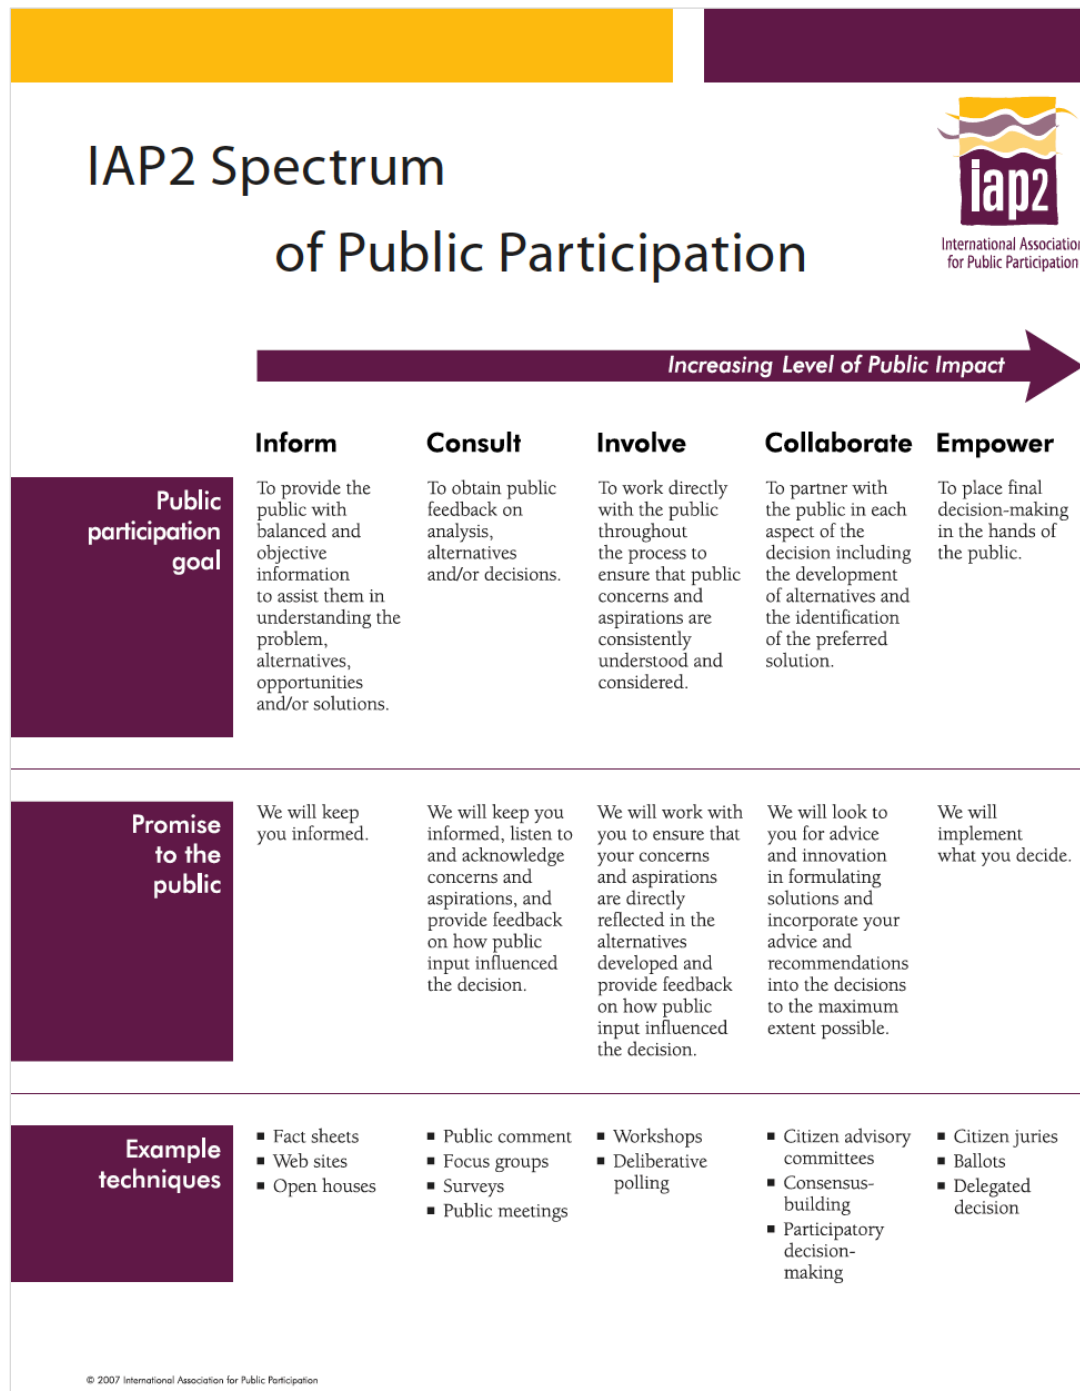 IAP2 Spectrum
of Public Participation
iap2
International Association
for Public Participation
Increasing Level of Public Impact
Inform
Consult
Involve
Collaborate
Empower
Public
participation
goal
To provide the
public with
balanced and
objective
information
to assist them in
understanding the
problem,
alternatives,
opportunities
and/or solutions.
To obtain public
feedback on
analysis,
alternatives
and/or decisions.
To work directly
with the public
throughout
the process to
ensure that public
concerns and
aspirations are
consistently
understood and
considered.
To partner with
the public in each
aspect of the
decision including
the development
of alternatives and
the identification
of the preferred
solution.
To place final
decision-making
in the hands of
the public.
Promise
to the
public
We will keep
you informed.
We will keep you
informed, listen to
and acknowledge
concerns and
aspirations, and
provide feedback
on how public
input influenced
the decision.
We will work with
you to ensure that
your concerns
and aspirations
are directly
reflected in the
alternatives
developed and
provide feedback
on how public
input influenced
the decision.
We will look to
you for advice
and innovation
in formulating
solutions and
incorporate your
advice and
recommendations
into the decisions
to the maximum
extent possible.
We will
implement
what you decide.
Example
techniques
▪ Fact sheets
▪ Web sites
▪ Open houses
▪ Public comment
▪ Focus groups
▪ Surveys
▪ Public meetings
▪ Workshops
▪ Deliberative
polling
▪ Citizen advisory
committees
▪ Consensus-
building
▪ Participatory
decision-
making
▪ Citizen juries
▪ Ballots
▪ Delegated
decision
© 2007 International Association for Public Participation